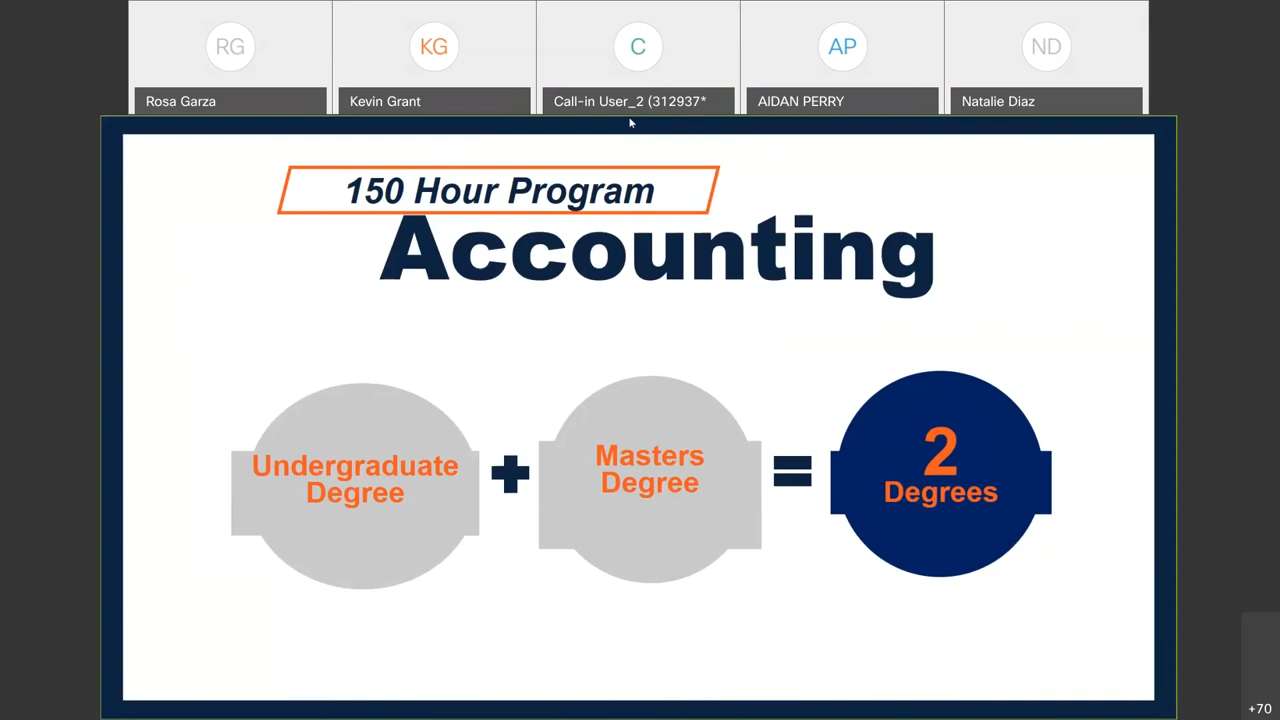 RG
KG
C
AP
ND
Rosa Garza
Kevin Grant
Call-in User_2 (312937*
AIDAN PERRY
Natalie Diaz
150 Hour Program
Accounting
Undergraduate
Degree
Masters
Degree
2
Degrees
+70